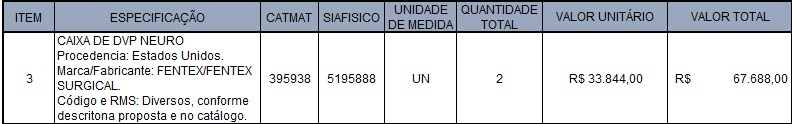 ITEM ESPECIFICAÇÃO CATMAT SIAFISICO UNIDADE DE MEDIDA QUANTIDADE TOTAL VALOR UNITÁRIO VALOR TOTAL
3 CAIXA DE DVP NEURO
Procedencia: Estados Unidos.
Marca/Fabricante: FENTEX/FENTEX
SURGICAL.
Código e RMS: Diversos, conforme
descritona proposta e no catálogo.
395938 5195888 UN 2 R$ 33.844,00 R$ 67.688,00